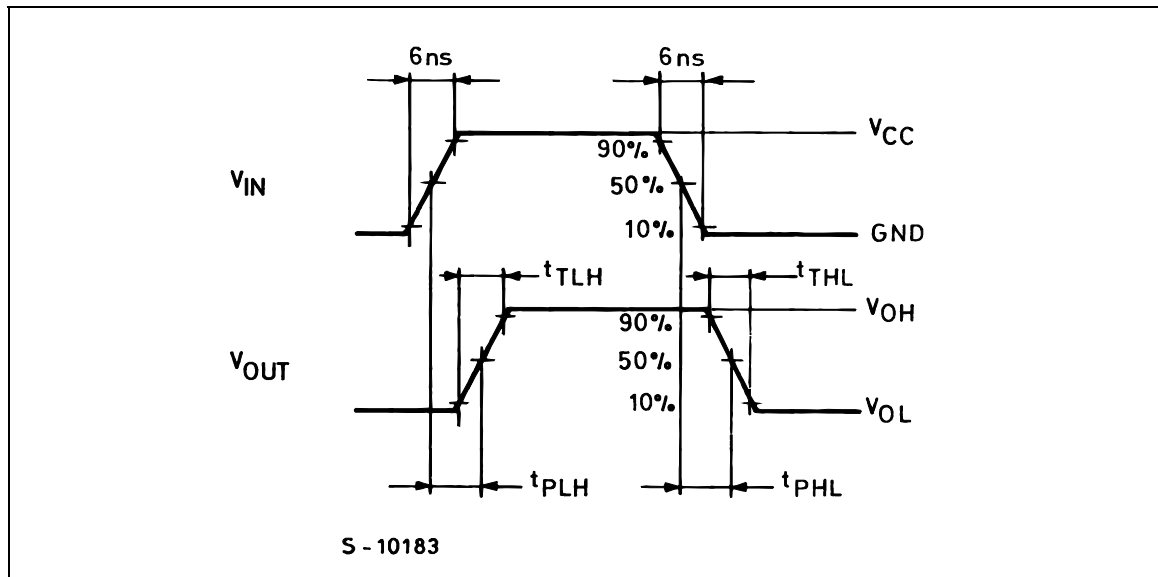 6ns 6ns
VCC
90%
VIN 50%
10% GND
tTLH tTHL
VOH
90%
VOUT 50%
10% VOL
tPLH tPHL
S-10183